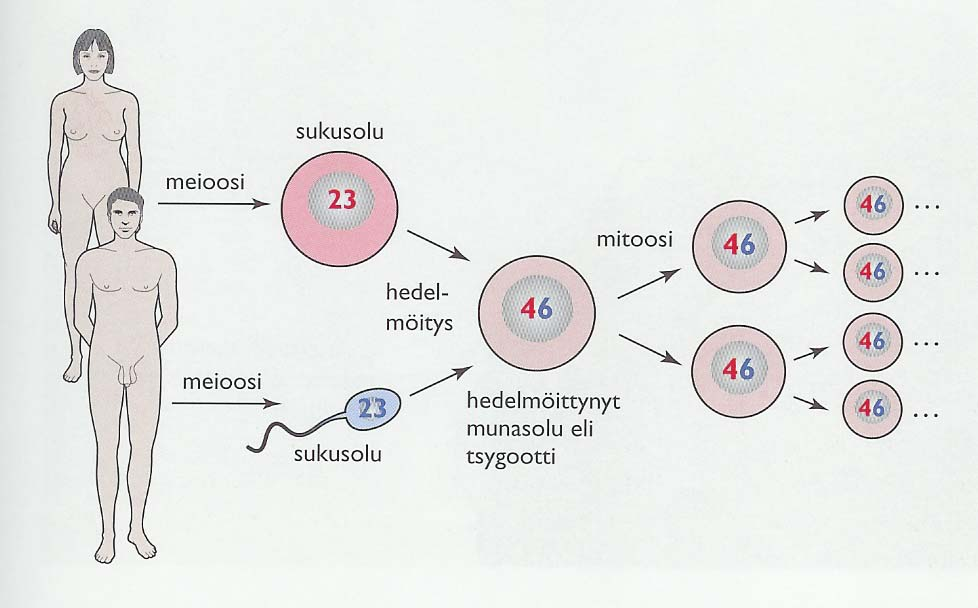 sukusolu
meioosi
23
hedel-
möitys
meioosi
23
sukusolu
46
hedelmöittynyt
munasolu eli
tsygootti
mitoosi
46
46
46 ...
46 ...
46 ...
46 ...